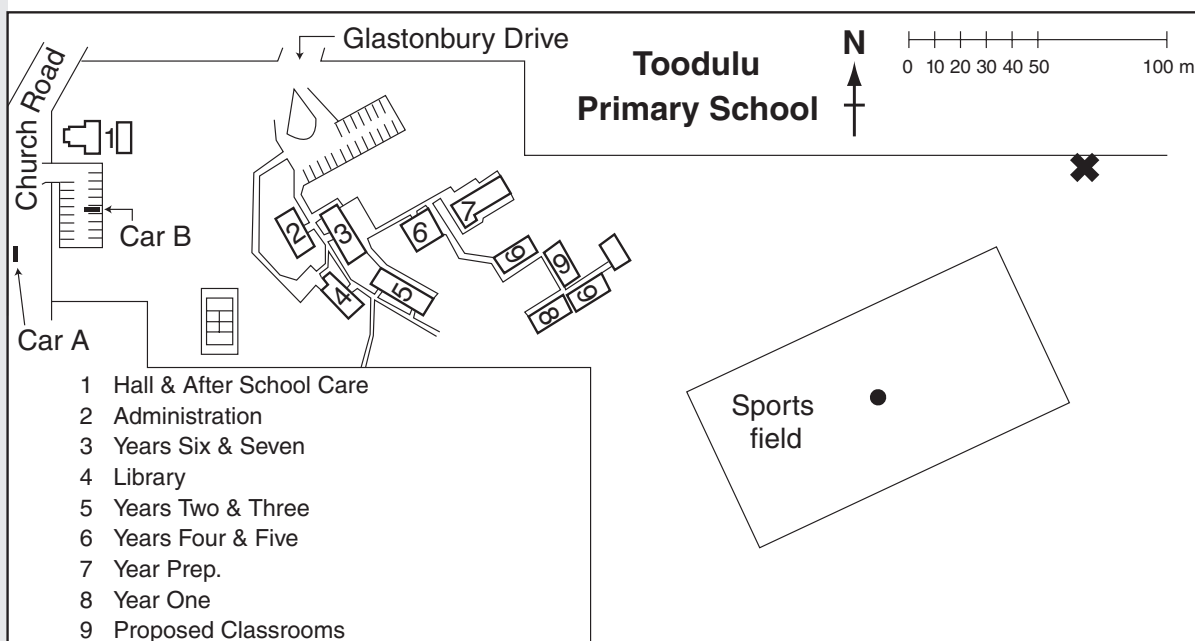 Glastonbury Drive
Toodulu
Primary School
N
0 10 20 30 40 50 100 m
Church Road
1
Car B
2
3
4
5
6
7
9
9
9
8
Car A
Sports
field
1 Hall & After School Care
2 Administration
3 Years Six & Seven
4 Library
5 Years Two & Three
6 Years Four & Five
7 Year Prep.
8 Year One
9 Proposed Classrooms